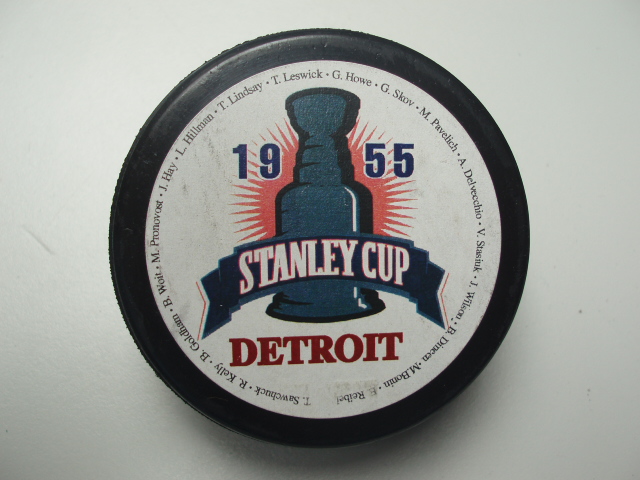 T. Sawchuck • R. Kelly • B. Goldham • B. Woit • M. Pronovost • J. Hay • L. Hillman • T. Lindsay • T. Leswick • G. Howe • G. Skov • M. Pavelich • A. Delvecchio • V. Stasiuk • J. Wilson • B. Dineen • M. Bonin • E. Reibel
19 55
STANLEY CUP
DETROIT